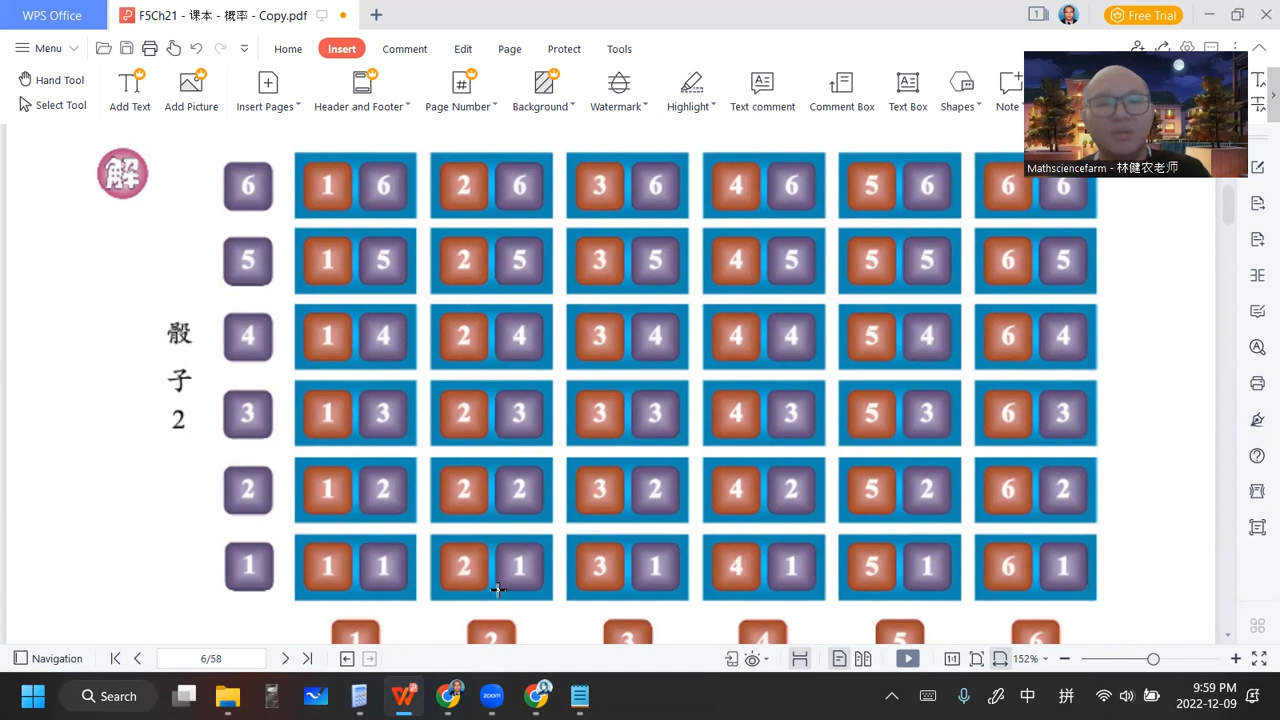 WPS Office
F5Ch21 - 课本 - 概率 - Copy.pdf
1
Free Trial
Menu
Home
Insert
Comment
Edit
Page
Protect
Tools
Hand Tool
Select Tool
Add Text
Add Picture
Insert Pages
Header and Footer
Page Number
Background
Watermark
Highlight
Text comment
Comment Box
Text Box
Shapes
Note
Mathsciencefarm - 林健农老师
解
6 1 6 2 6 3 6 4 6 5 6 6 6
5 1 5 2 5 3 5 4 5 5 5 6 5
4 1 4 2 4 3 4 4 4 5 4 6 4
3 1 3 2 3 3 3 4 3 5 3 6 3
2 1 2 2 2 3 2 4 2 5 2 6 2
1 1 1 2 1 3 1 4 1 5 1 6 1
骰
子
2
1 2 3 4 5 6
Navigation
6/58
152%
Search
中
拼
9:59 PM
2022-12-09